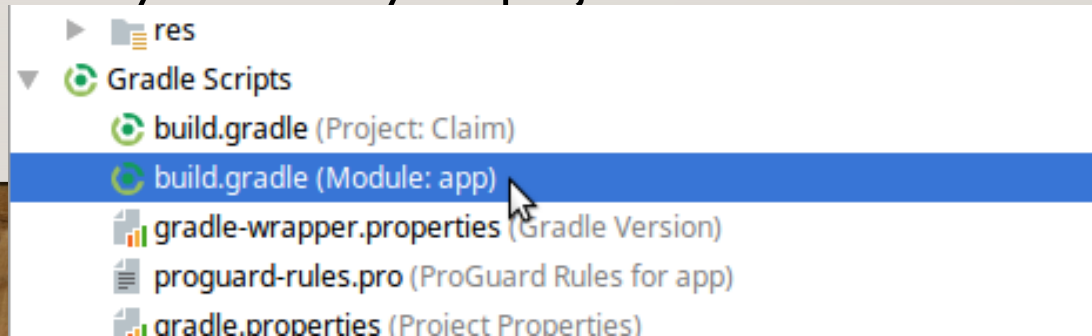 res
Gradle Scripts
build.gradle (Project: Claim)
build.gradle (Module: app)
gradle-wrapper.properties (Gradle Version)
proguard-rules.pro (ProGuard Rules for app)
gradle.properties (Project Properties)